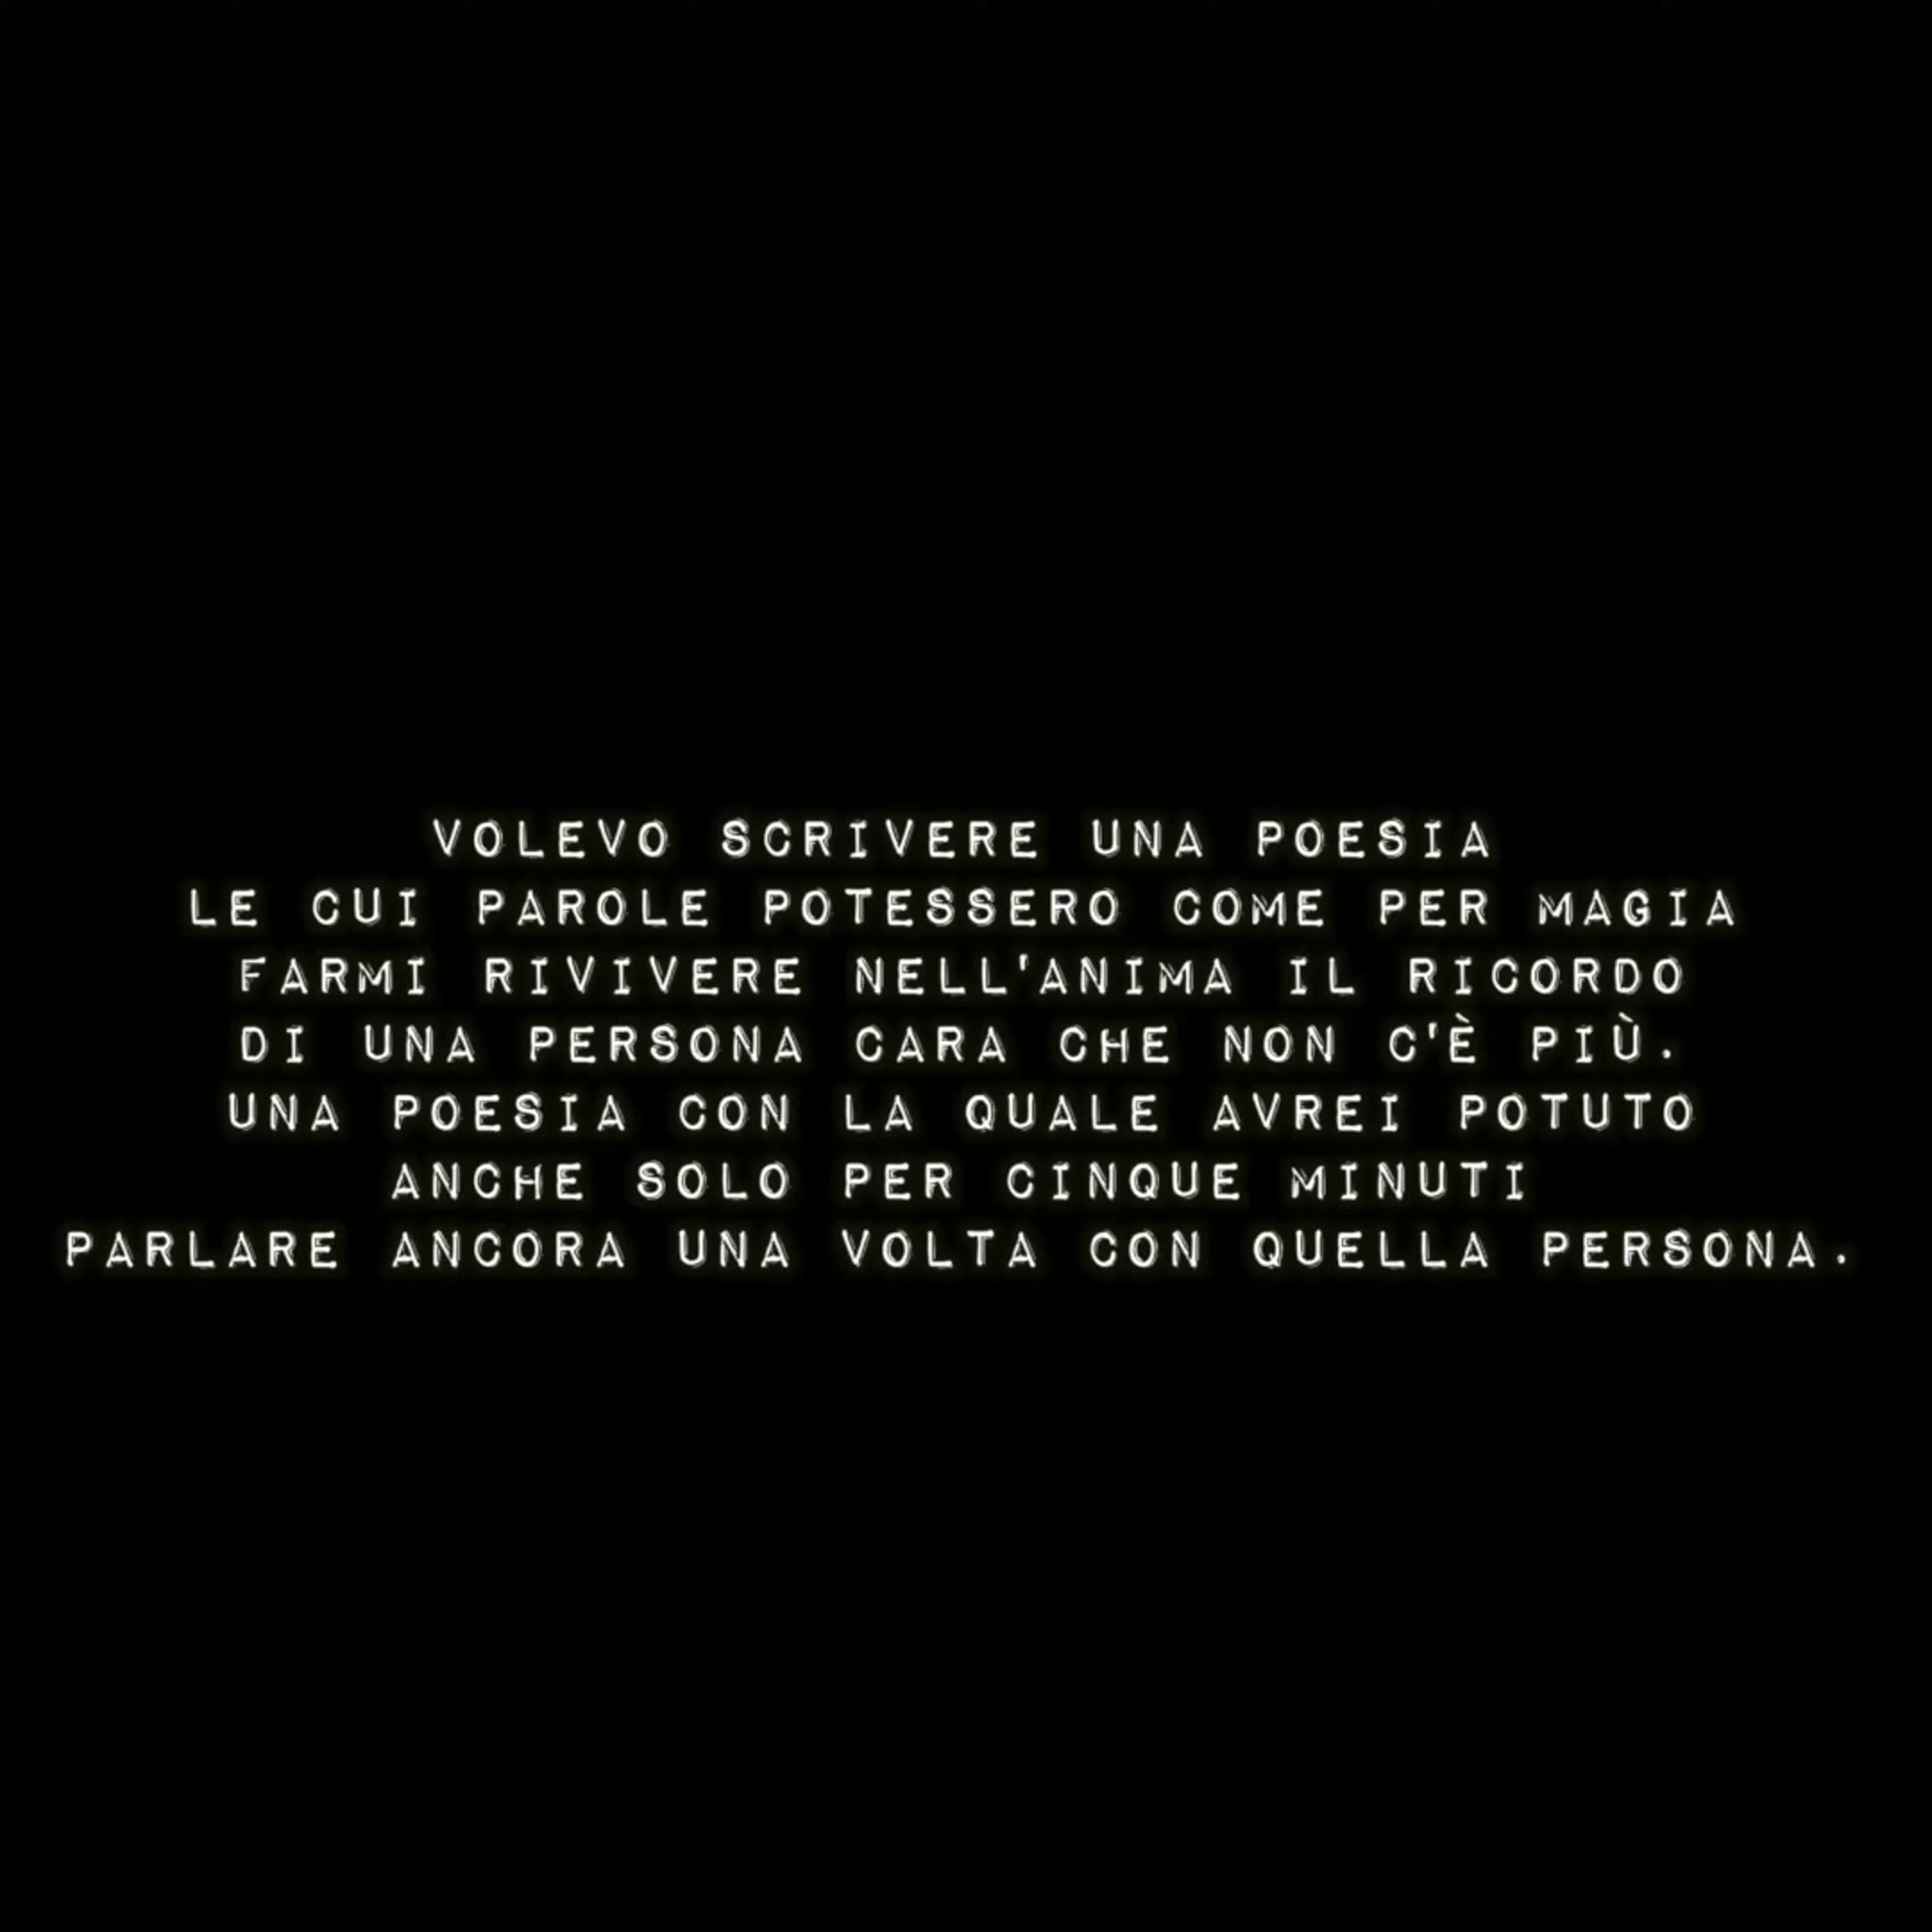 VOLEVO SCRIVERE UNA POESIA
LE CUI PAROLE POTESSERO COME PER MAGIA
FARMI RIVIVERE NELL'ANIMA IL RICORDO
DI UNA PERSONA CARA CHE NON C'È PIÙ.
UNA POESIA CON LA QUALE AVREI POTUTO
ANCHE SOLO PER CINQUE MINUTI
PARLARE ANCORA UNA VOLTA CON QUELLA PERSONA.